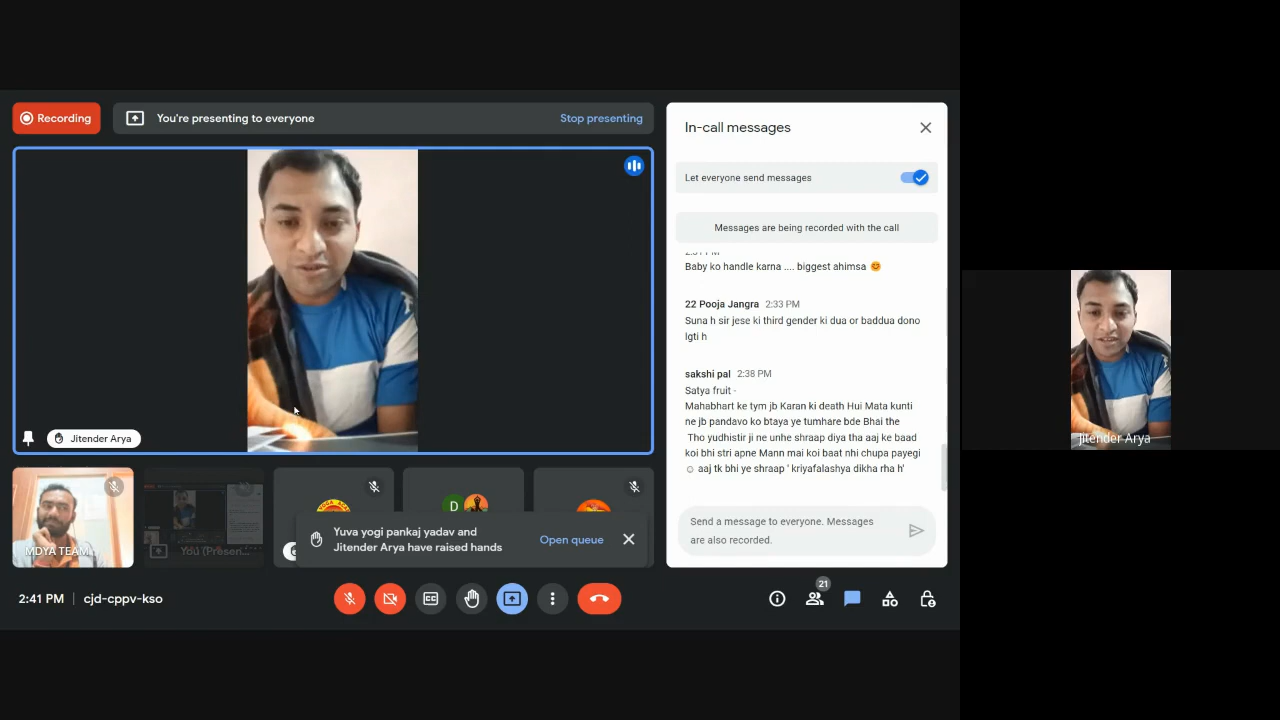 Recording
You're presenting to everyone
Stop presenting
Jitender Arya
MDYA TEAM
You (Presen...
D
Yuva yogi pankaj yadav and
Jitender Arya have raised hands
Open queue
2:41 PM | cjd-cppv-kso
21
In-call messages
Let everyone send messages
Messages are being recorded with the call
Baby ko handle karna .... biggest ahimsa 😊
22 Pooja Jangra 2:33 PM
Suna h sir jese ki third gender ki dua or baddua dono
lgti h
sakshi pal 2:38 PM
Satya fruit -
Mahabhart ke tym jb Karan ki death Hui Mata kunti
ne jb pandavo ko btaya ye tumhare bde Bhai the
Tho yudhistir ji ne unhe shraap diya tha aaj ke baad
koi bhi stri apne Mann mai koi baat nhi chupa payegi
☺ aaj tk bhi ye shraap ' kriyafalashya dikha rha h'
Send a message to everyone. Messages
are also recorded.
Jitender Arya